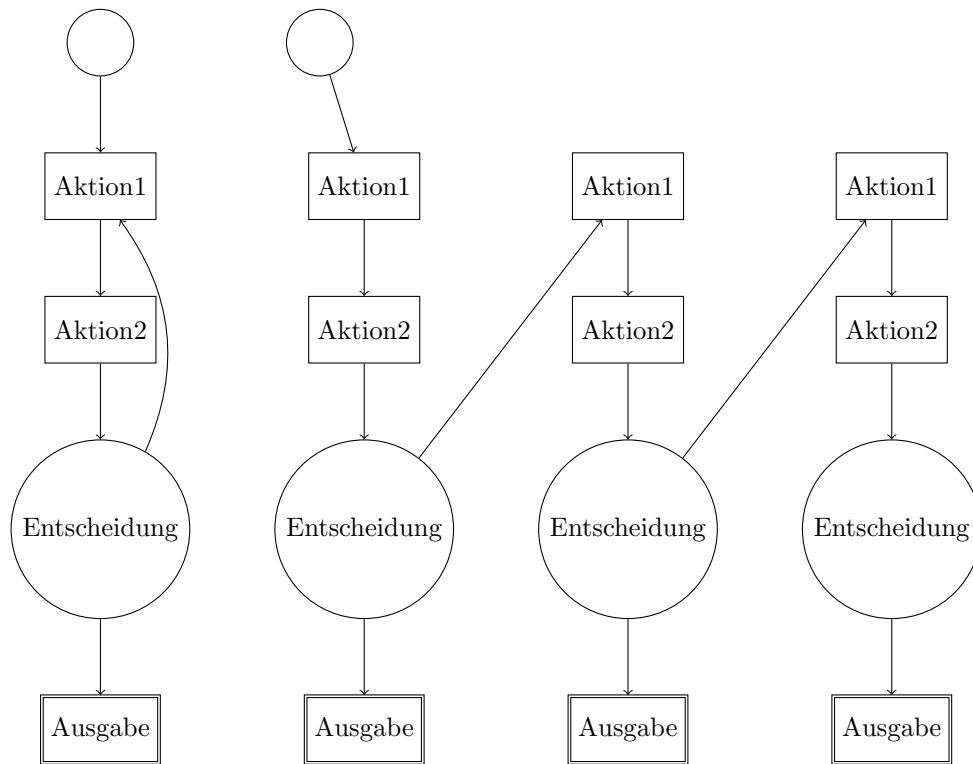 Aktion1 Aktion1 Aktion1 Aktion1
Aktion2 Aktion2 Aktion2 Aktion2
Entscheidung Entscheidung Entscheidung Entscheidung
Ausgabe Ausgabe Ausgabe Ausgabe